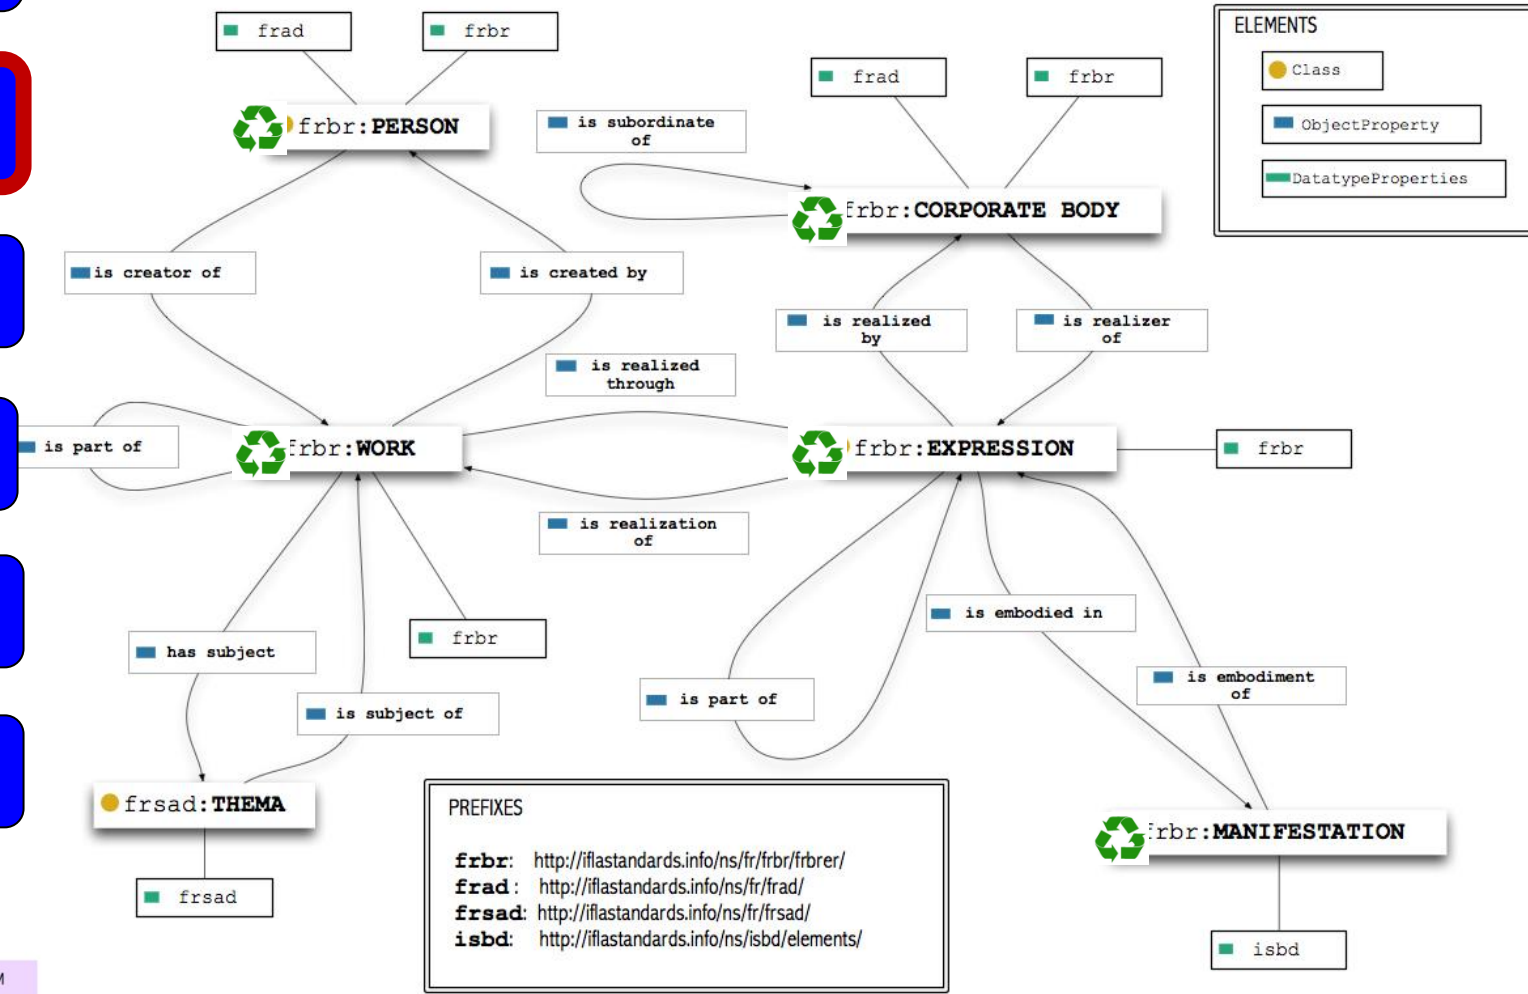 frad
frbr
ELEMENTS
Class
ObjectProperty
DatatypeProperties
frad
frbr
frbr:PERSON
is subordinate
of
frbr:CORPORATE BODY
is creator of
is created by
is realized
by
is realizer
of
is realized
through
is part of
frbr:WORK
frbr:EXPRESSION
frbr
is realization
of
is embodied in
has subject
frbr
is embodiment
of
is part of
is subject of
frsad:THEMA
PREFIXES
frbr: http://iflastandards.info/ns/fr/frbr/frbrer/
frad: http://iflastandards.info/ns/fr/frad/
frsad: http://iflastandards.info/ns/fr/frsad/
isbd: http://iflastandards.info/ns/isbd/elements/
frbr:MANIFESTATION
frsad
isbd
M